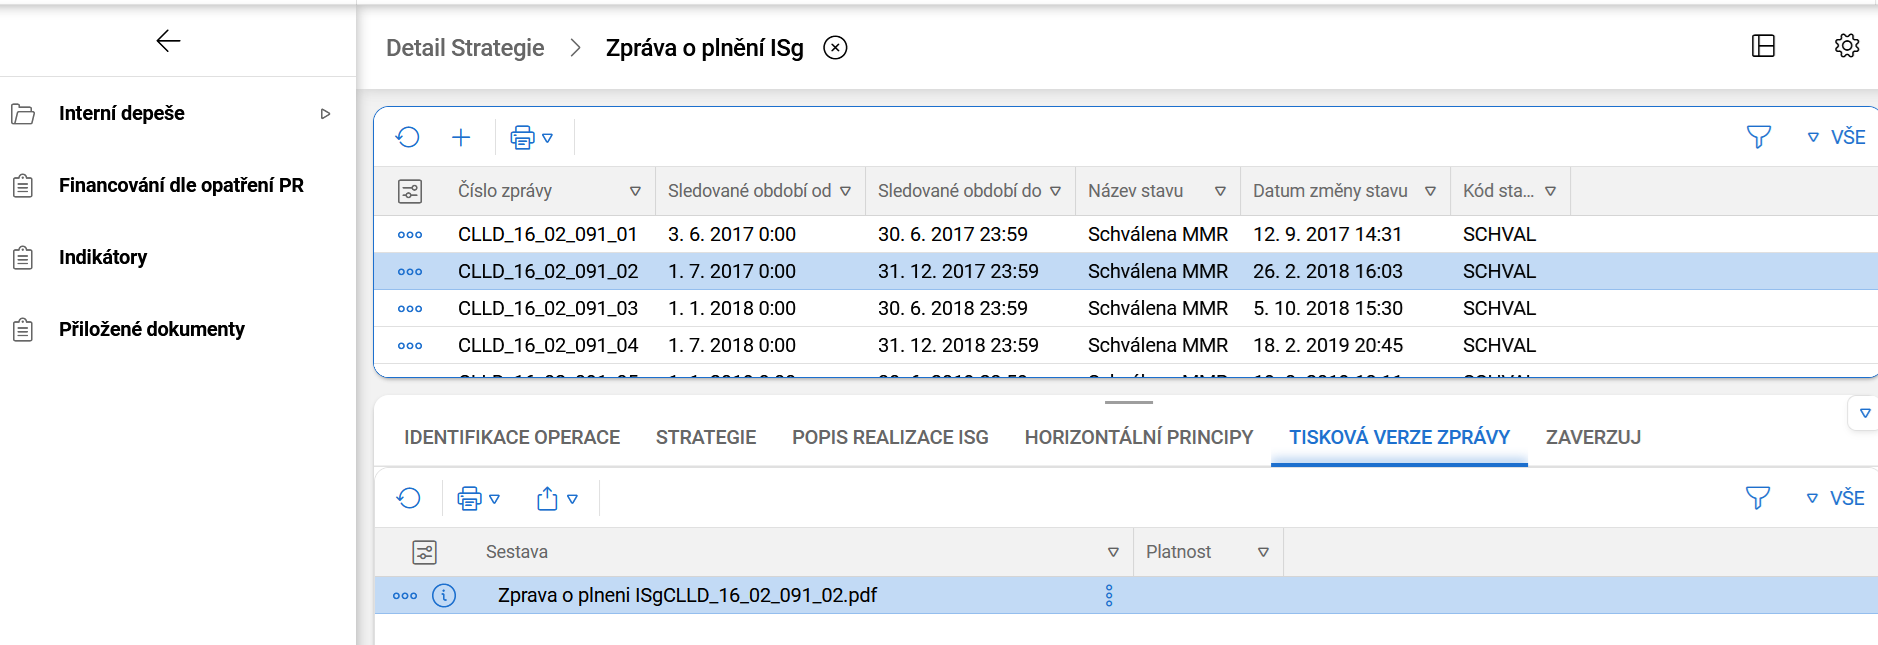 Detail Strategie > Zpráva o plnění ISg
Interní depeše
Financování dle opatření PR
Indikátory
Přiložené dokumenty
VŠE
Číslo zprávy Sledované období od Sledované období do Název stavu Datum změny stavu Kód sta...
CLLD_16_02_091_01 3. 6. 2017 0:00 30. 6. 2017 23:59 Schválena MMR 12. 9. 2017 14:31 SCHVAL
CLLD_16_02_091_02 1. 7. 2017 0:00 31. 12. 2017 23:59 Schválena MMR 26. 2. 2018 16:03 SCHVAL
CLLD_16_02_091_03 1. 1. 2018 0:00 30. 6. 2018 23:59 Schválena MMR 5. 10. 2018 15:30 SCHVAL
CLLD_16_02_091_04 1. 7. 2018 0:00 31. 12. 2018 23:59 Schválena MMR 18. 2. 2019 20:45 SCHVAL
IDENTIFIKACE OPERACE STRATEGIE POPIS REALIZACE ISG HORIZONTÁLNÍ PRINCIPY TISKOVÁ VERZE ZPRÁVY ZAVERZUJ
VŠE
Sestava Platnost
Zprava o plneni ISgCLLD_16_02_091_02.pdf